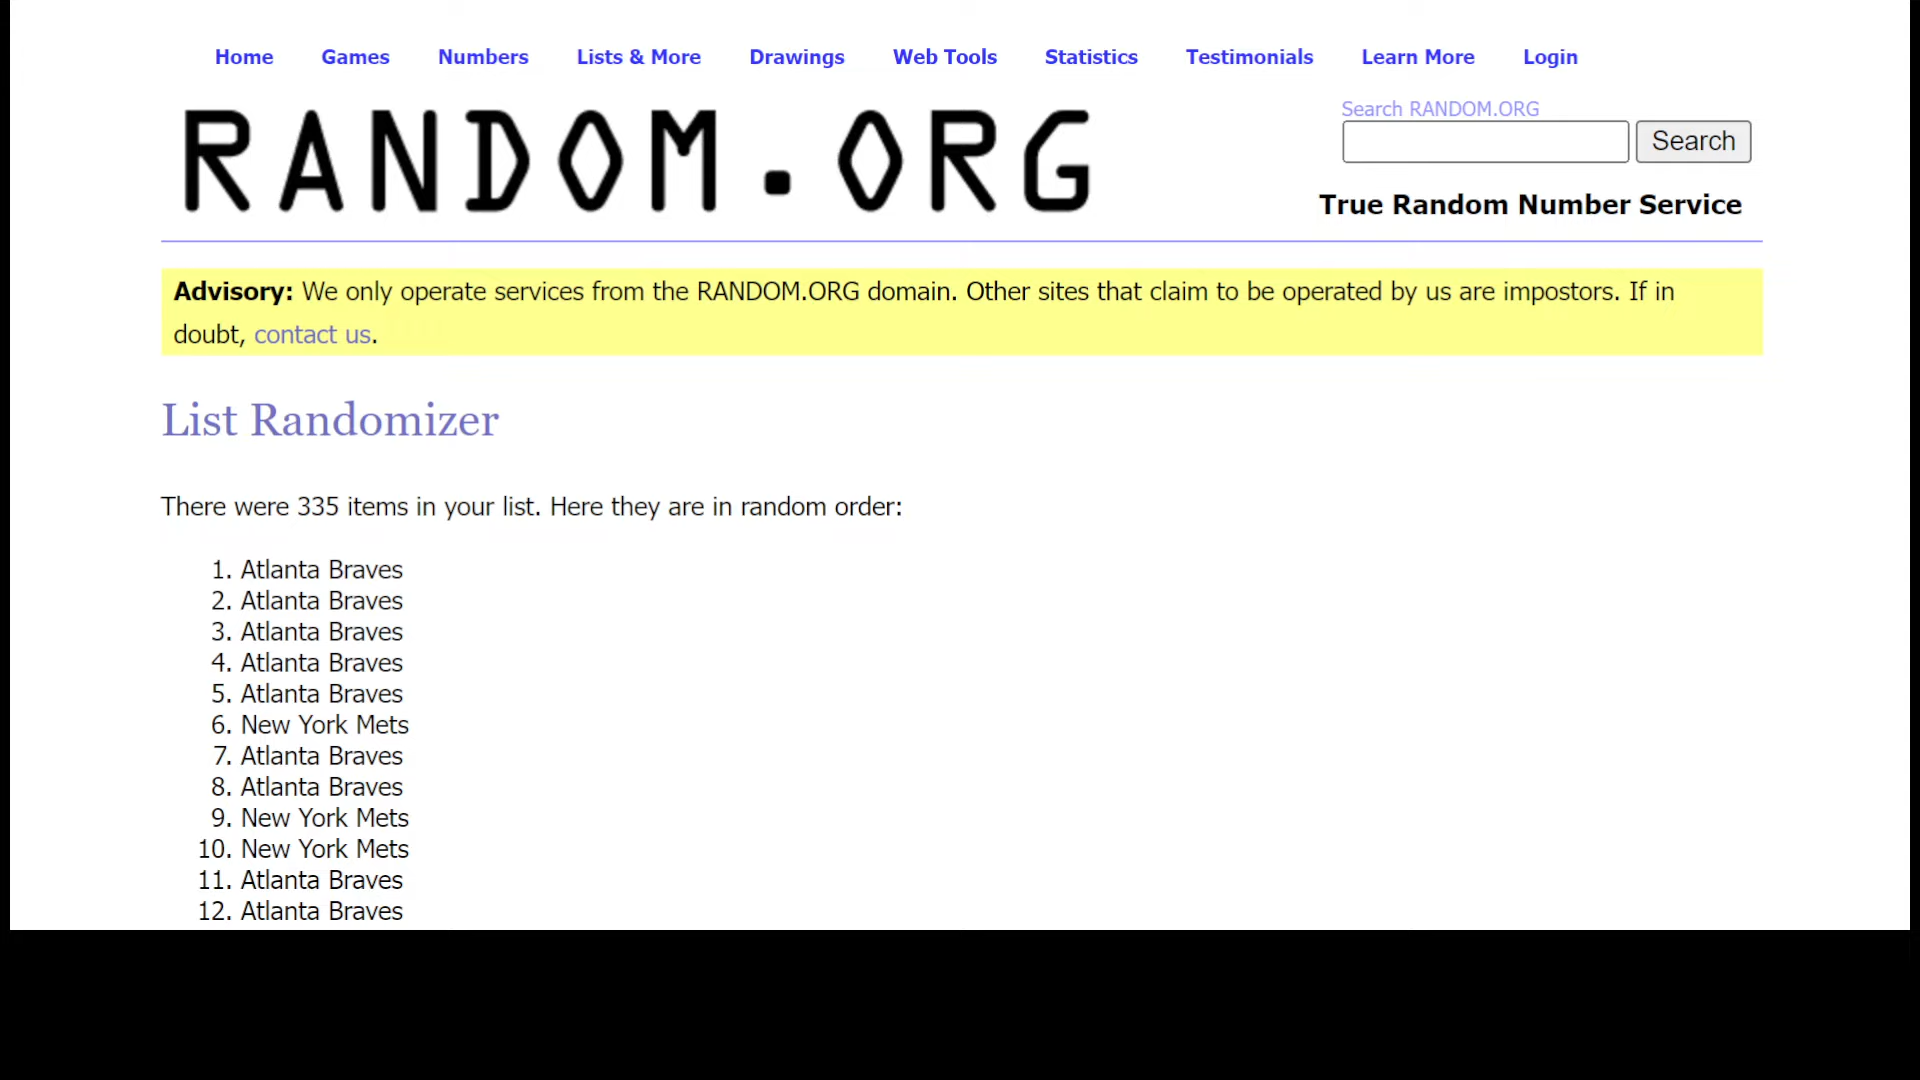 Home Games Numbers Lists & More Drawings Web Tools Statistics Testimonials Learn More Login
RANDOM.ORG
Search RANDOM.ORG
Search
True Random Number Service
Advisory: We only operate services from the RANDOM.ORG domain. Other sites that claim to be operated by us are impostors. If in
doubt, contact us.
List Randomizer
There were 335 items in your list. Here they are in random order:
1. Atlanta Braves
2. Atlanta Braves
3. Atlanta Braves
4. Atlanta Braves
5. Atlanta Braves
6. New York Mets
7. Atlanta Braves
8. Atlanta Braves
9. New York Mets
10. New York Mets
11. Atlanta Braves
12. Atlanta Braves